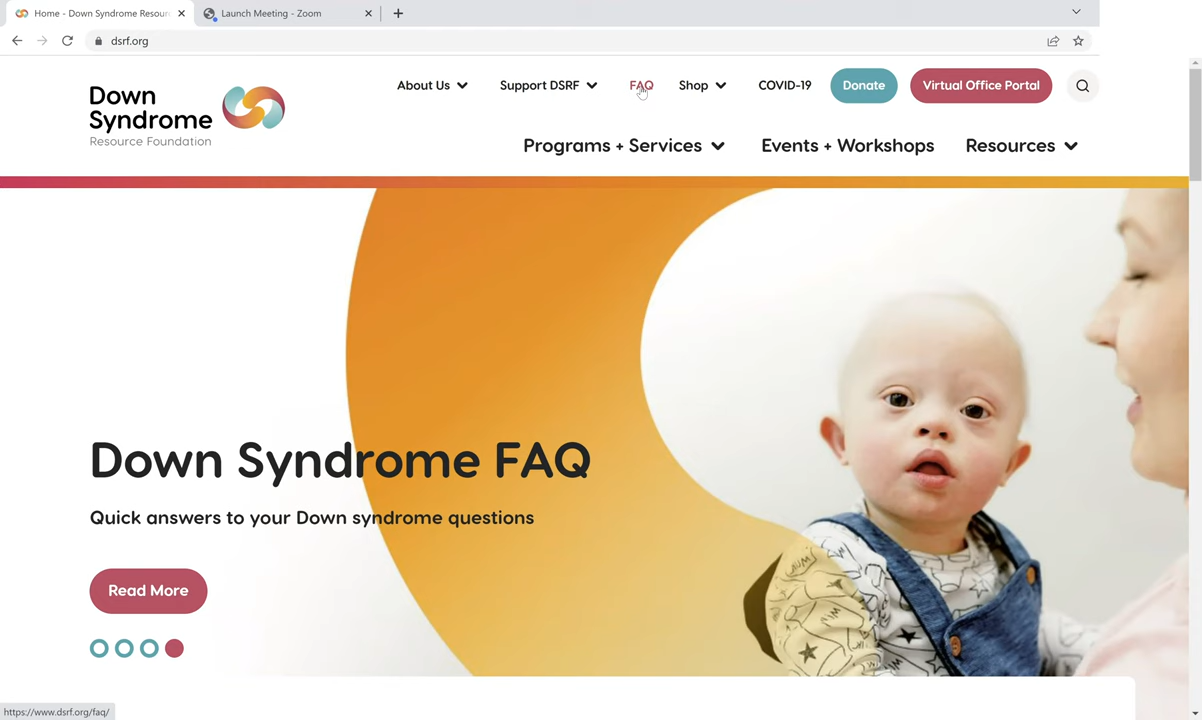 Home - Down Syndrome Resour
Launch Meeting - Zoom
dsrf.org
About Us
Support DSRF
FAQ
Shop
COVID-19
Donate
Virtual Office Portal
Down
Syndrome
Resource Foundation
Programs + Services
Events + Workshops
Resources
Down Syndrome FAQ
Quick answers to your Down syndrome questions
Read More
https://www.dsrf.org/faq/